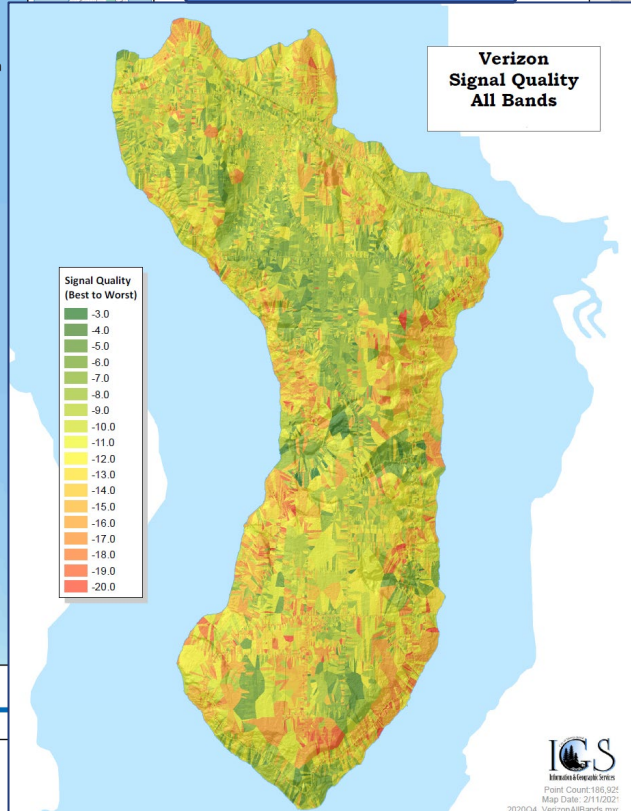 Verizon
Signal Quality
All Bands
Signal Quality
(Best to Worst)
-3.0
-4.0
-5.0
-6.0
-7.0
-8.0
-9.0
-10.0
-11.0
-12.0
-13.0
-14.0
-15.0
-16.0
-17.0
-18.0
-19.0
-20.0
IGS
Information & Geographic Services
Point Count:186,925
Map Date: 2/11/2021